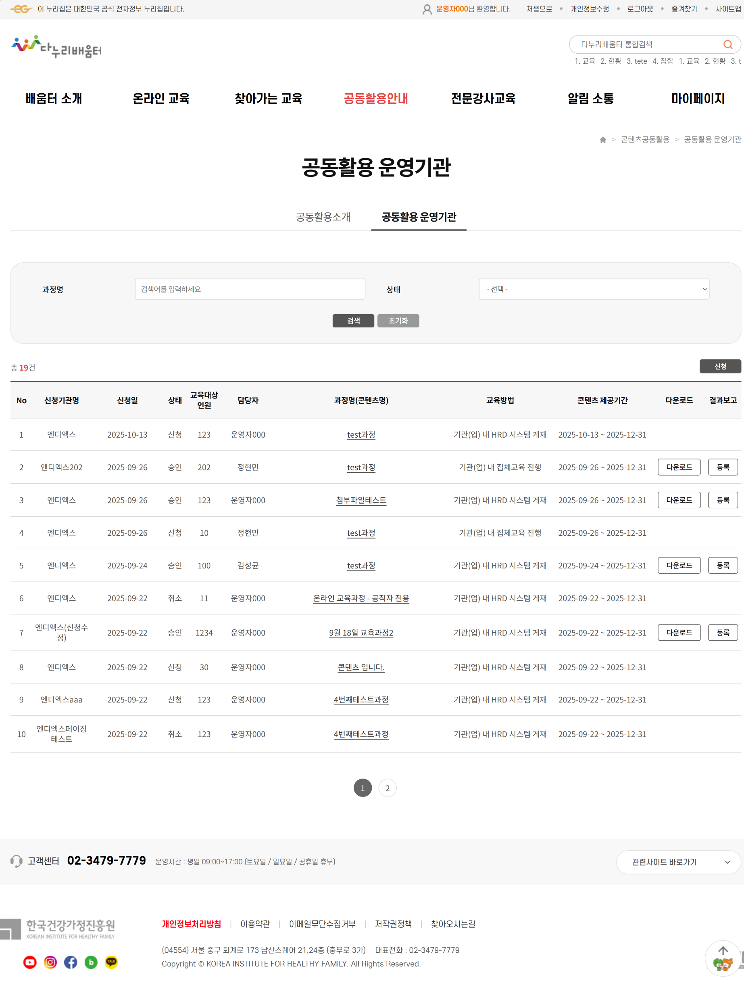 이 누리집은 대한민국 공식 전자정부 누리집입니다.
운영자000님 환영합니다. 처음으로 개인정보수정 로그아웃 즐겨찾기 사이트맵
다누리배움터
다누리배움터 통합검색
1. 교육 2. 현황 3. tete 4. 집합 1. 교육 2. 현황 3. t
배움터 소개 온라인 교육 찾아가는 교육 공동활용안내 전문강사교육 알림 소통 마이페이지
> 콘텐츠공동활용 > 공동활용 운영기관
공동활용 운영기관
공동활용소개 공동활용 운영기관
과정명 검색어를 입력하세요 상태 - 선택 -
검색 초기화
총 19건
신청
No 신청기관명 신청일 상태 교육대상 인원 담당자 과정명(콘텐츠명) 교육방법 콘텐츠 제공기간 다운로드 결과보고
1 엔디엑스 2025-10-13 신청 123 운영자000 test과정 기관(업) 내 HRD 시스템 게재 2025-10-13 ~ 2025-12-31
2 엔디엑스202 2025-09-26 승인 202 정현민 test과정 기관(업) 내 집체교육 진행 2025-09-26 ~ 2025-12-31 다운로드 등록
3 엔디엑스 2025-09-26 승인 123 운영자000 첨부파일테스트 기관(업) 내 HRD 시스템 게재 2025-09-26 ~ 2025-12-31 다운로드 등록
4 엔디엑스 2025-09-26 신청 10 정현민 test과정 기관(업) 내 집체교육 진행 2025-09-26 ~ 2025-12-31
5 엔디엑스 2025-09-24 승인 100 김성균 test과정 기관(업) 내 HRD 시스템 게재 2025-09-24 ~ 2025-12-31 다운로드 등록
6 엔디엑스 2025-09-22 취소 11 운영자000 온라인 교육과정 - 공직자 전용 기관(업) 내 HRD 시스템 게재 2025-09-22 ~ 2025-12-31
7 엔디엑스(신청수정) 2025-09-22 승인 1234 운영자000 9월 18일 교육과정2 기관(업) 내 HRD 시스템 게재 2025-09-22 ~ 2025-12-31 다운로드 등록
8 엔디엑스 2025-09-22 신청 30 운영자000 콘텐츠 입니다. 기관(업) 내 HRD 시스템 게재 2025-09-22 ~ 2025-12-31
9 엔디엑스aaa 2025-09-22 신청 123 운영자000 4번째테스트과정 기관(업) 내 HRD 시스템 게재 2025-09-22 ~ 2025-12-31
10 엔디엑스페이징테스트 2025-09-22 취소 123 운영자000 4번째테스트과정 기관(업) 내 HRD 시스템 게재 2025-09-22 ~ 2025-12-31
1 2
고객센터 02-3479-7779 운영시간 : 평일 09:00~17:00 (토요일 / 일요일 / 공휴일 휴무) 관련사이트 바로가기
한국건강가정진흥원
KOREAN INSTITUTE FOR HEALTHY FAMILY
개인정보처리방침 | 이용약관 | 이메일무단수집거부 | 저작권정책 | 찾아오시는길
(04554) 서울 중구 퇴계로 173 남산스퀘어 21,24층 (충무로 3가) 대표전화 : 02-3479-7779
Copyright © KOREA INSTITUTE FOR HEALTHY FAMILY. All Rights Reserved.
TALK